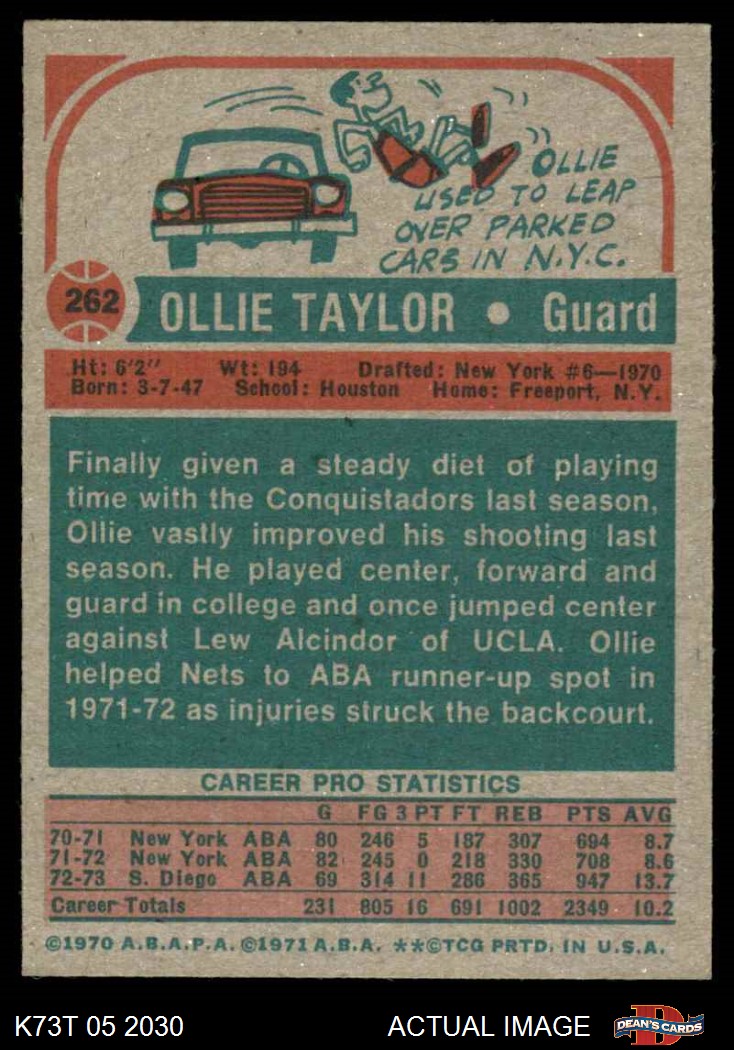 OLLIE
USED TO LEAP
OVER PARKED
CARS IN N.Y.C.
262 OLLIE TAYLOR • Guard
Ht: 6'2" Wt: 194 Drafted: New York #6—1970
Born: 3-7-47 School: Houston Home: Freeport, N.Y.
Finally given a steady diet of playing
time with the Conquistadors last season,
Ollie vastly improved his shooting last
season. He played center, forward and
guard in college and once jumped center
against Lew Alcindor of UCLA. Ollie
helped Nets to ABA runner-up spot in
1971-72 as injuries struck the backcourt.
CAREER PRO STATISTICS
G FG 3 PT FT REB PTS AVG
70-71 New York ABA 80 246 5 187 307 694 8.7
71-72 New York ABA 82 245 0 218 330 708 8.6
72-73 S. Diego ABA 69 314 11 286 365 947 13.7
Career Totals 231 805 16 691 1002 2349 10.2
©1970 A.B.A.P.A. ©1971 A.B.A. **©TCG PRTD. IN U.S.A.
K73T 05 2030 ACTUAL IMAGE D DEAN'S CARDS